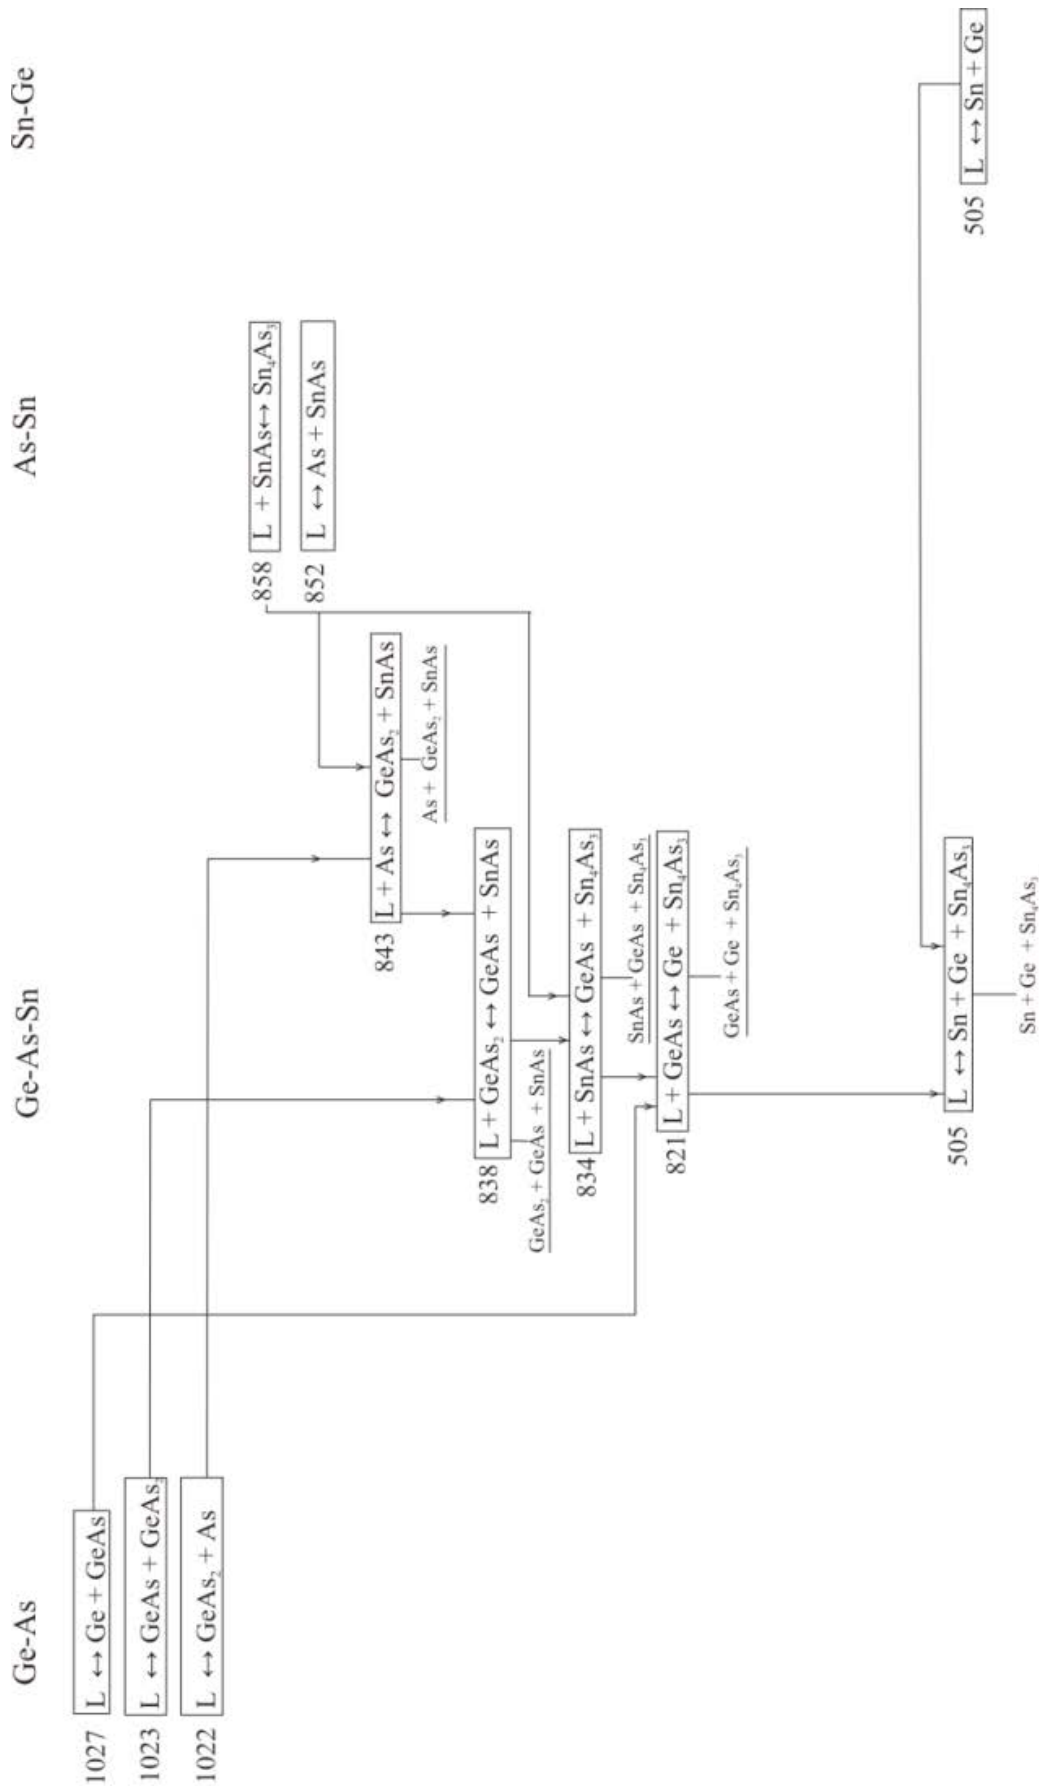 Ge-As
Ge-As-Sn
As-Sn
Sn-Ge
1027 L ↔ Ge + GeAs
1023 L ↔ GeAs + GeAs₂
1022 L ↔ GeAs₂ + As
858 L + SnAs↔ Sn₄As₃
852 L ↔ As + SnAs
843 L + As ↔ GeAs₂ + SnAs
As + GeAs₂ + SnAs
838 L + GeAs₂ ↔ GeAs + SnAs
GeAs₂ + GeAs + SnAs
834 L + SnAs ↔ GeAs + Sn₄As₃
SnAs + GeAs + Sn₄As₃
821 L + GeAs ↔ Ge + Sn₄As₃
GeAs + Ge + Sn₄As₃
505 L ↔ Sn + Ge + Sn₄As₃
Sn + Ge + Sn₄As₃
505 L ↔ Sn + Ge